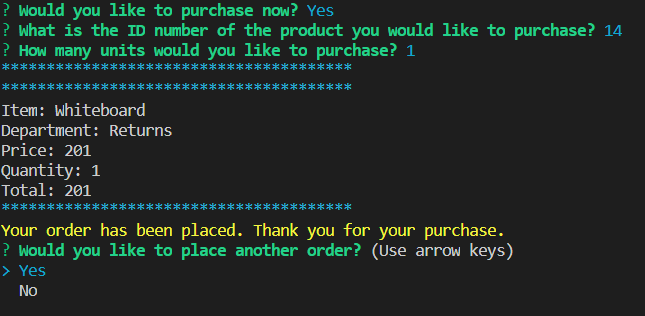 ? Would you like to purchase now? Yes
? What is the ID number of the product you would like to purchase? 14
? How many units would you like to purchase? 1
***************************************
***************************************
Item: Whiteboard
Department: Returns
Price: 201
Quantity: 1
Total: 201
***************************************
Your order has been placed. Thank you for your purchase.
? Would you like to place another order? (Use arrow keys)
> Yes
  No